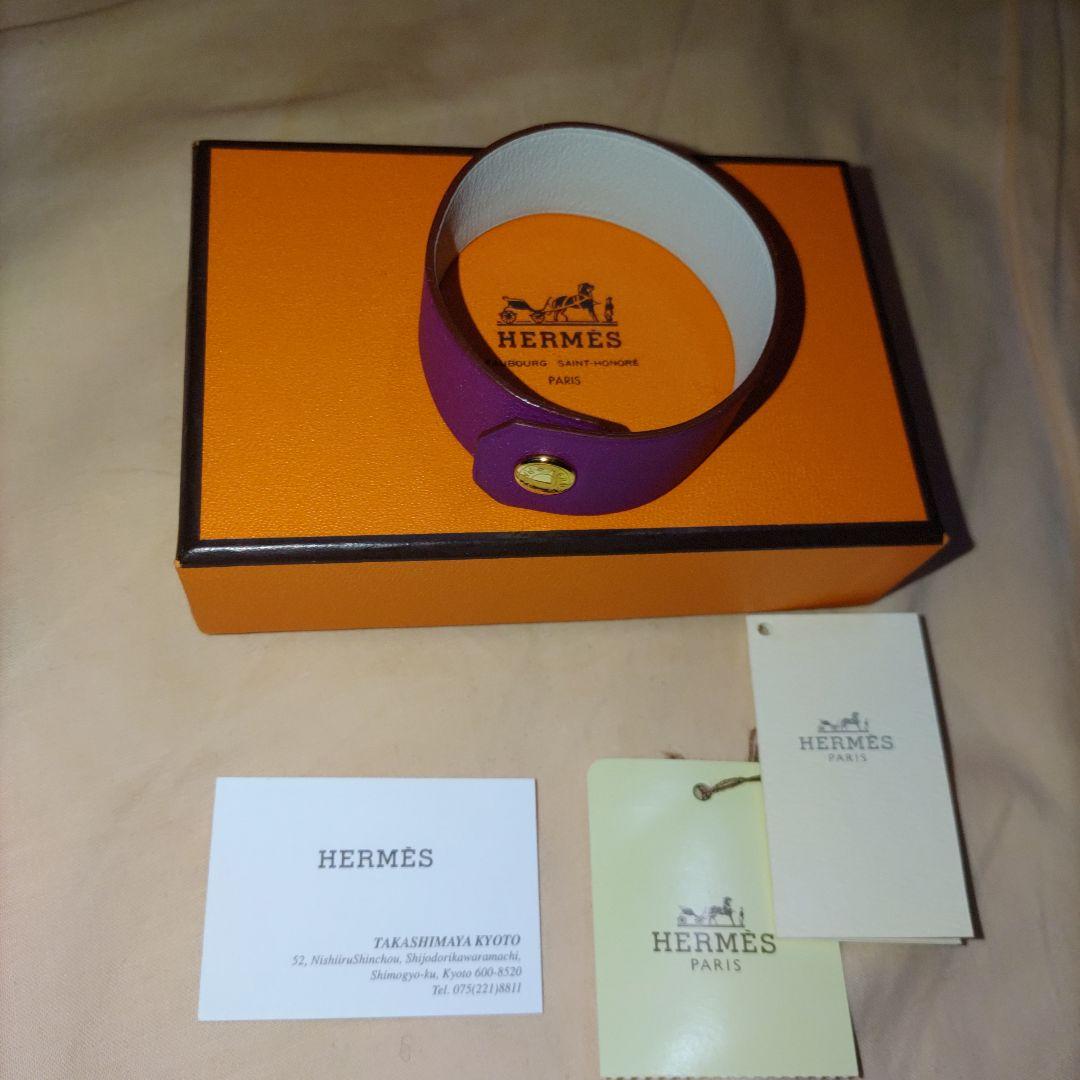 HERMÈS
FAUBOURG SAINT-HONORÉ
PARIS
HERMÈS
PARIS
HERMÈS
TAKASHIMAYA KYOTO
52, NishiiruShinchou, Shijodorikawaramachi,
Shimogyo-ku, Kyoto 600-8520
Tel. 075(221)8811
HERMÈS
PARIS